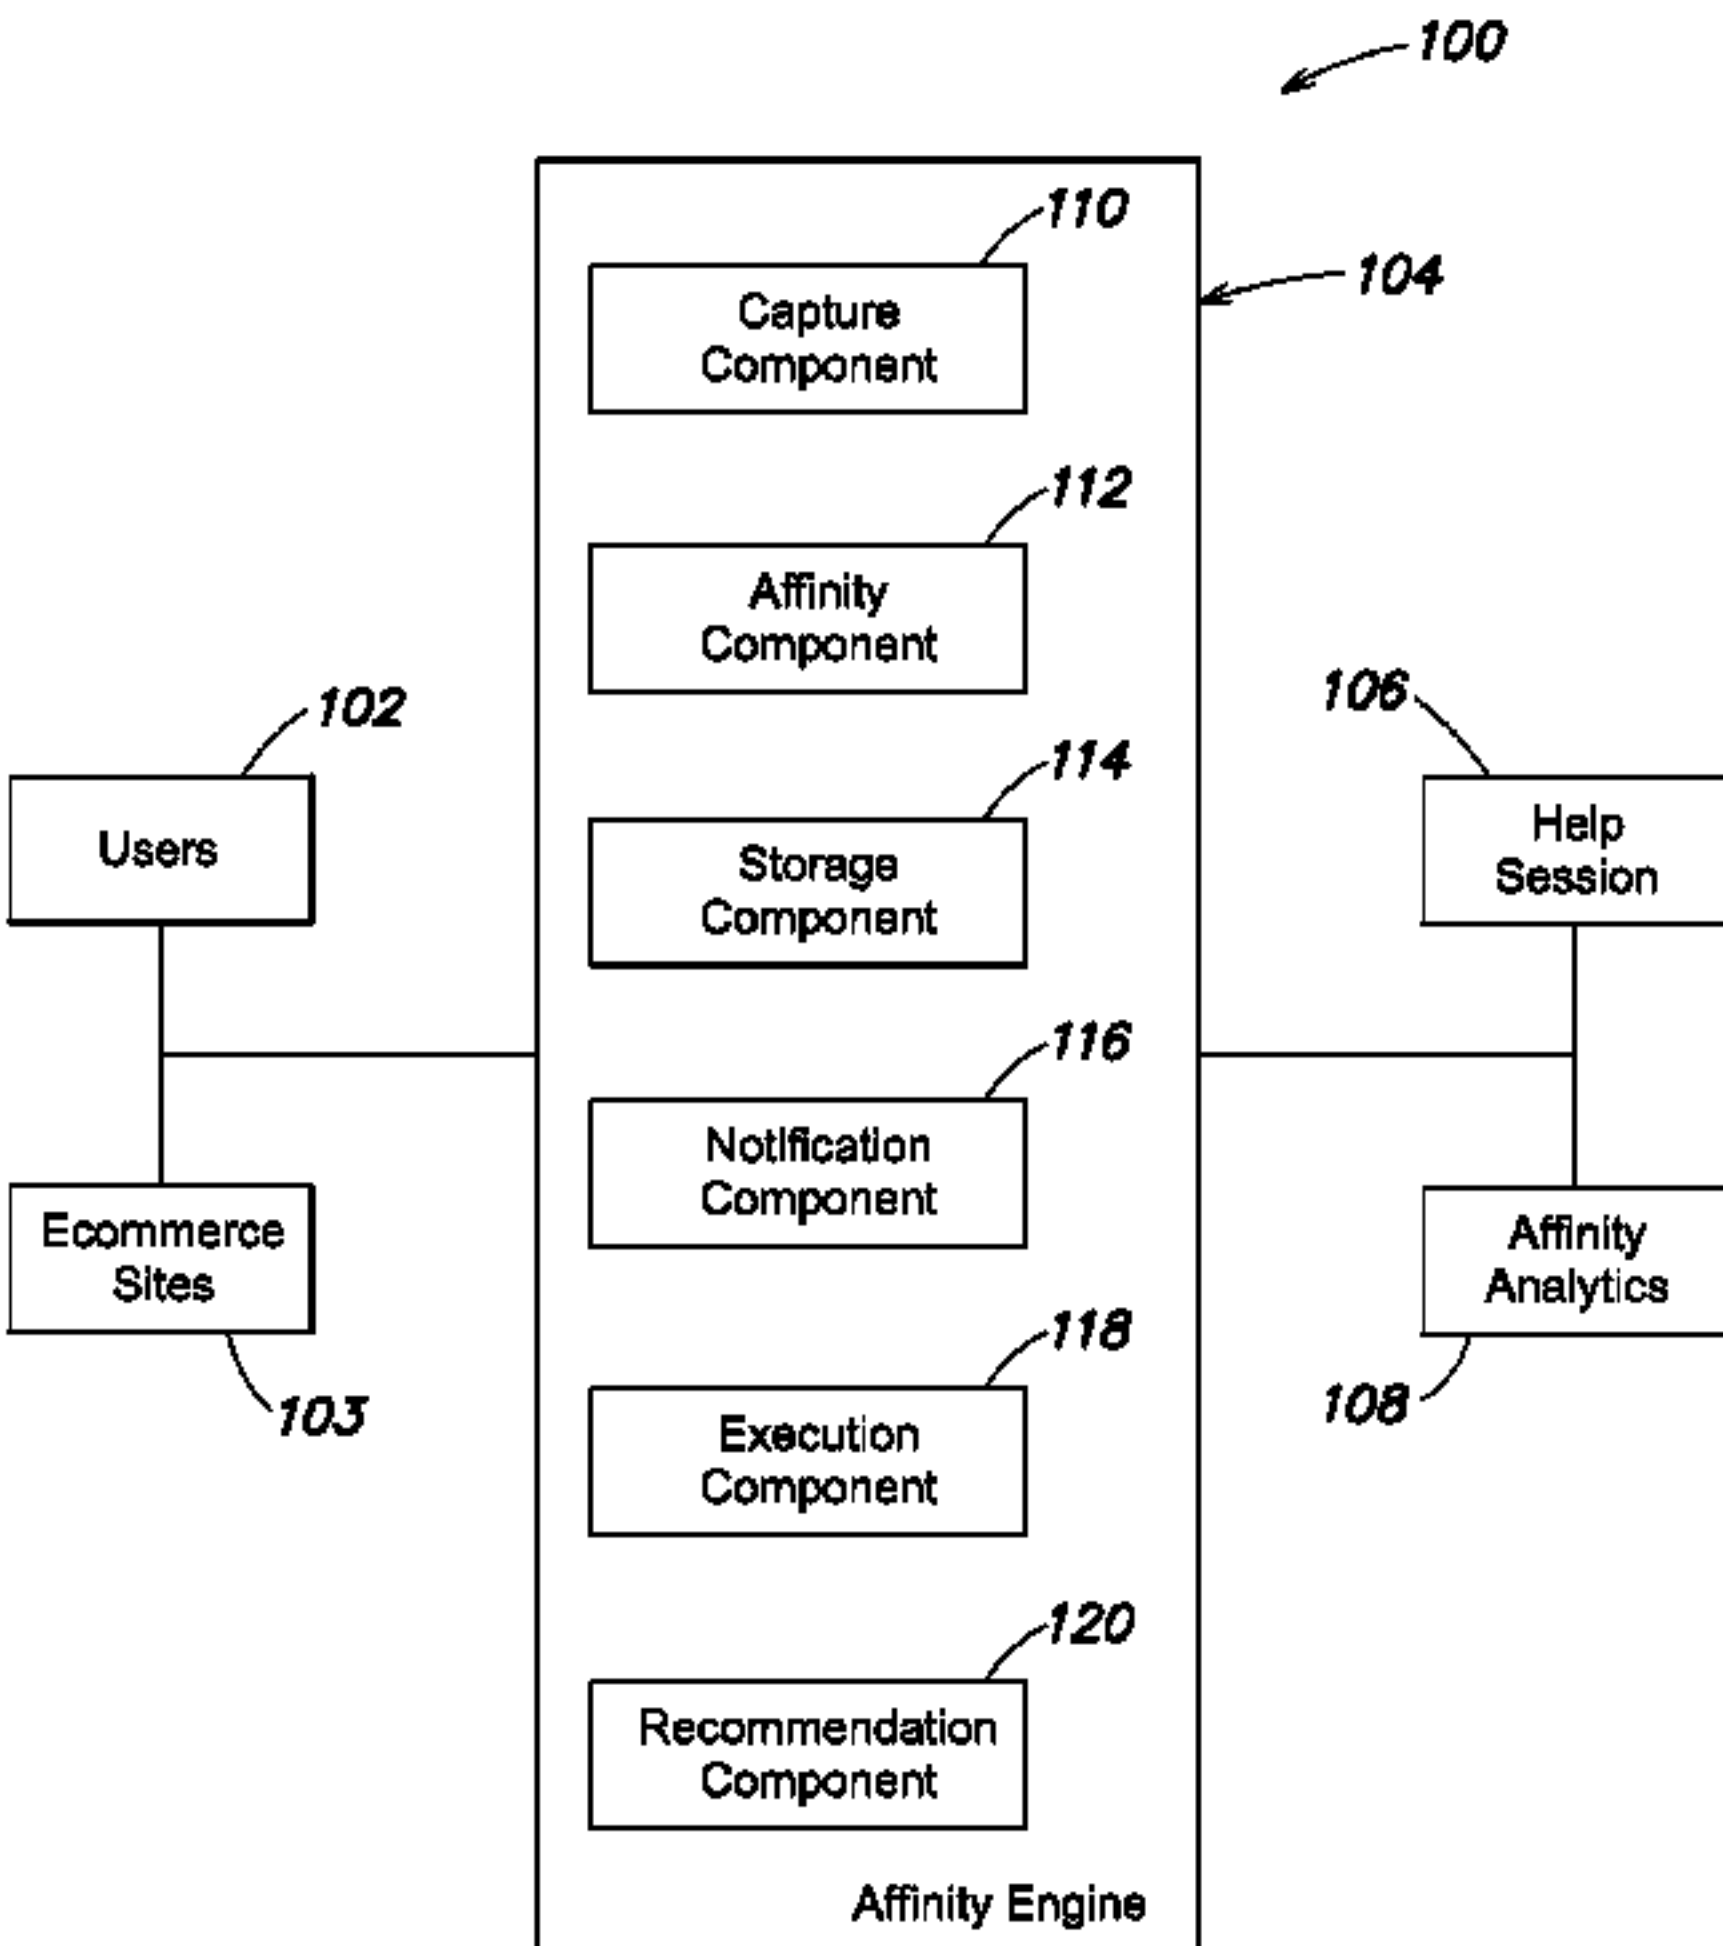 100
110
104
Capture
Component
112
Affinity
Component
102
106
114
Users
Storage
Component
Help
Session
116
Notification
Component
Ecommerce
Sites
Affinity
Analytics
118
103
108
Execution
Component
120
Recommendation
Component
Affinity Engine